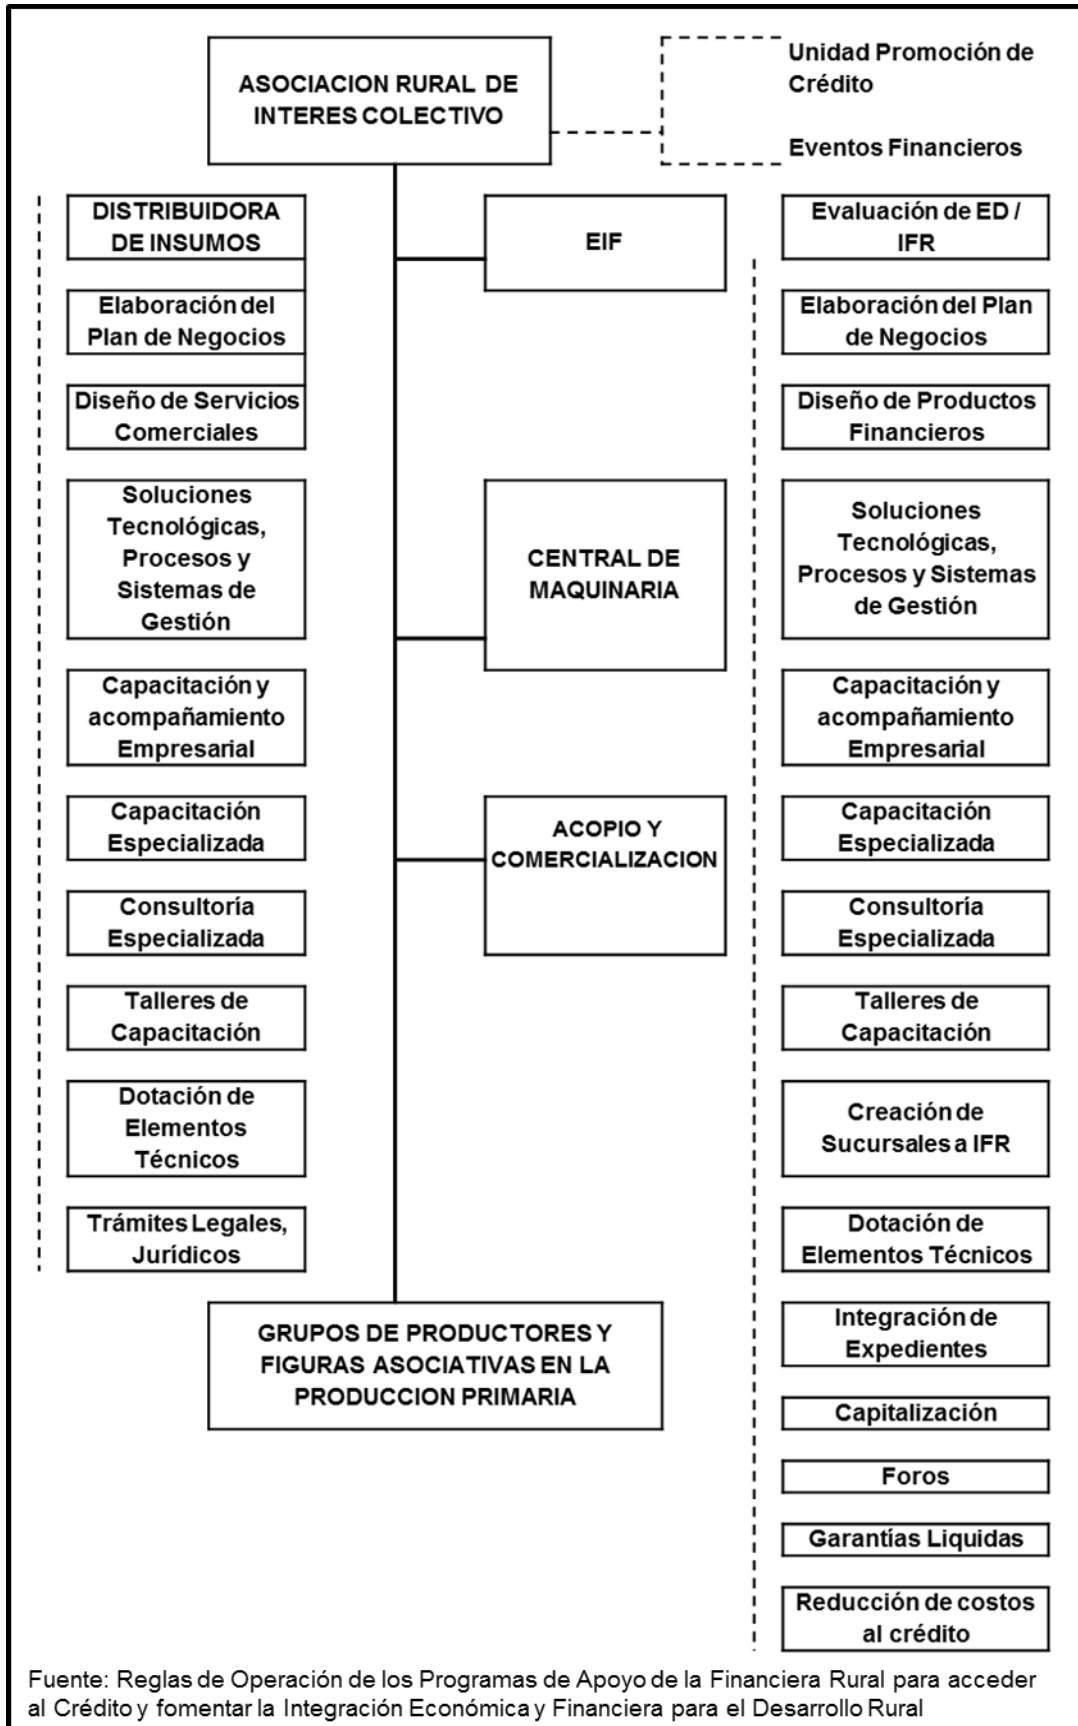 ASOCIACION RURAL DE
INTERES COLECTIVO
Unidad Promoción de
Crédito
Eventos Financieros
DISTRIBUIDORA
DE INSUMOS
Elaboración del
Plan de Negocios
Diseño de Servicios
Comerciales
Soluciones
Tecnológicas,
Procesos y
Sistemas de
Gestión
Capacitación y
acompañamiento
Empresarial
Capacitación
Especializada
Consultoría
Especializada
Talleres de
Capacitación
Dotación de
Elementos
Técnicos
Trámites Legales,
Jurídicos
EIF
CENTRAL DE
MAQUINARIA
ACOPIO Y
COMERCIALIZACION
GRUPOS DE PRODUCTORES Y
FIGURAS ASOCIATIVAS EN LA
PRODUCCION PRIMARIA
Evaluación de ED /
IFR
Elaboración del Plan
de Negocios
Diseño de Productos
Financieros
Soluciones
Tecnológicas,
Procesos y Sistemas
de Gestión
Capacitación y
acompañamiento
Empresarial
Capacitación
Especializada
Consultoría
Especializada
Talleres de
Capacitación
Creación de
Sucursales a IFR
Dotación de
Elementos Técnicos
Integración de
Expedientes
Capitalización
Foros
Garantías Liquidas
Reducción de costos
al crédito
Fuente: Reglas de Operación de los Programas de Apoyo de la Financiera Rural para acceder
al Crédito y fomentar la Integración Económica y Financiera para el Desarrollo Rural